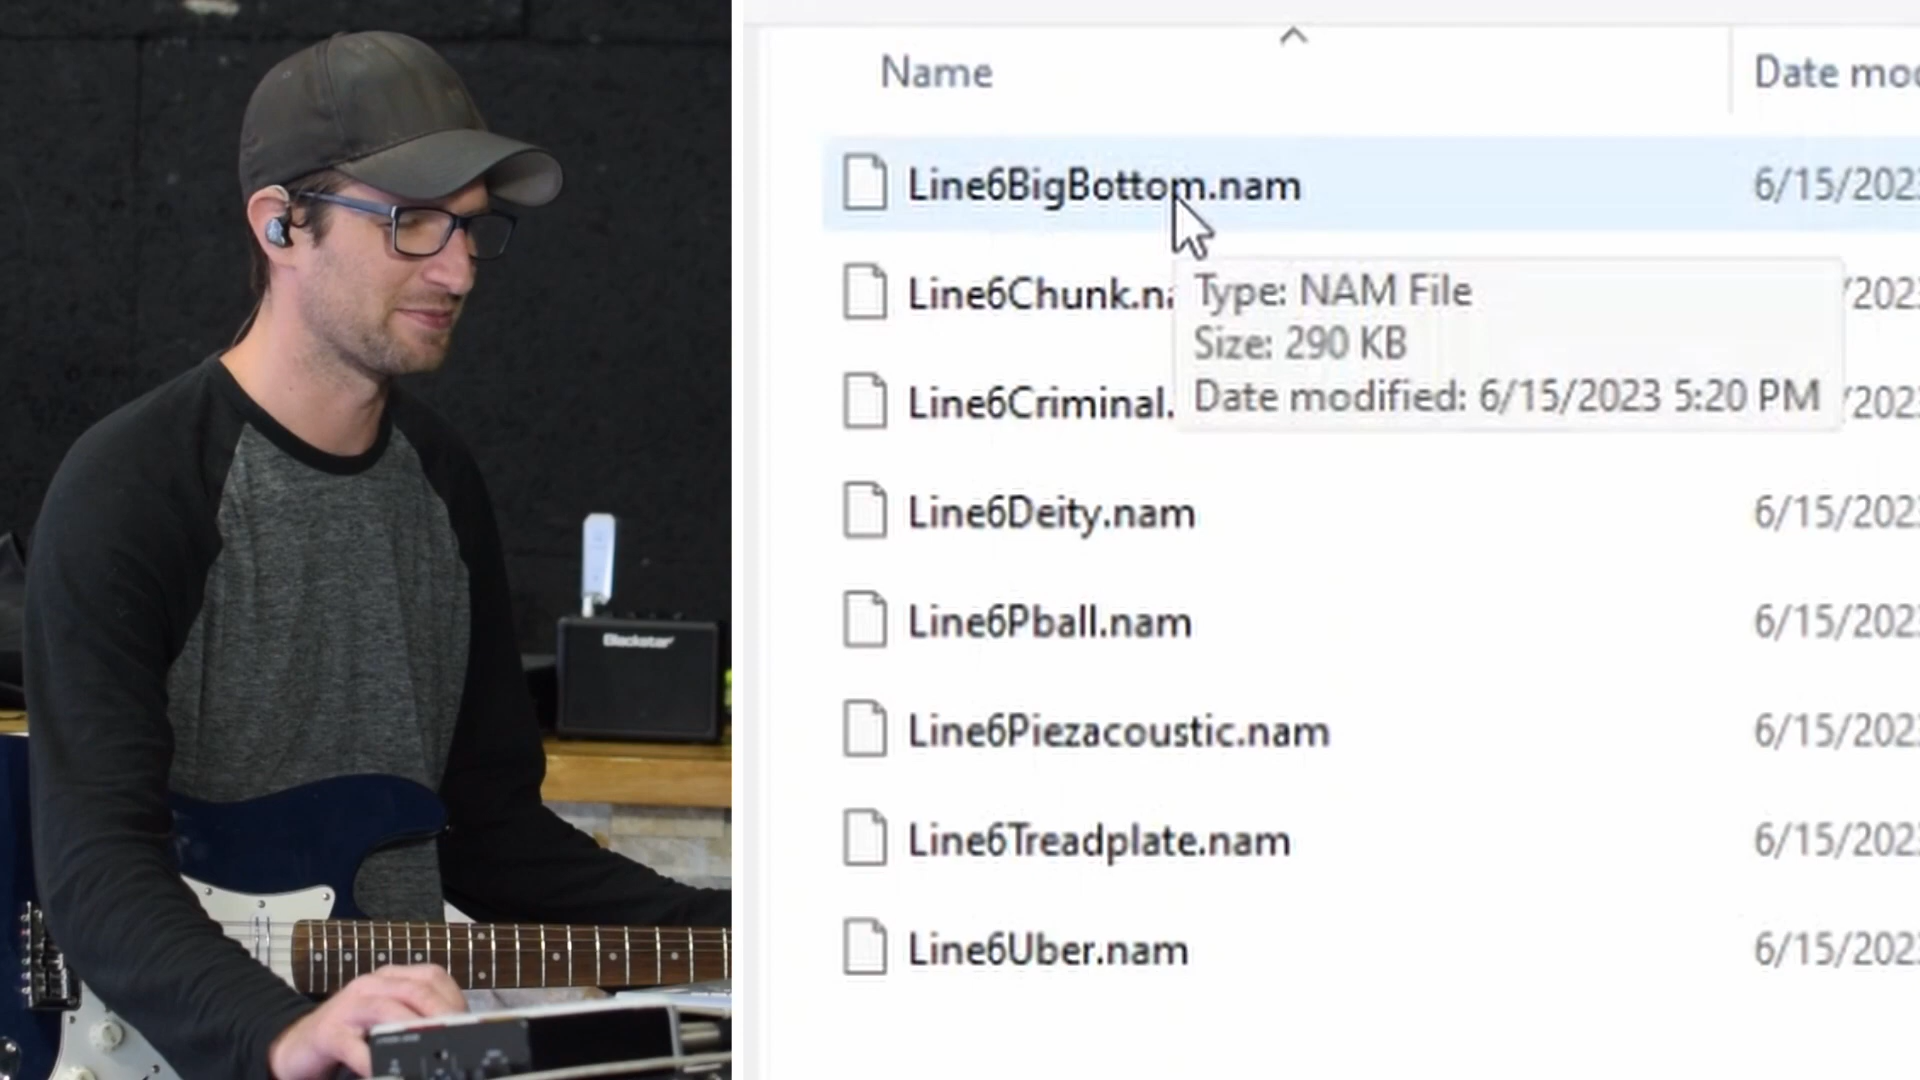 Blackstar
Name
Date mod
Line6BigBottom.nam
6/15/202
Line6Chunk.na
/202
Line6Criminal.
/202
Type: NAM File
Size: 290 KB
Date modified: 6/15/2023 5:20 PM
Line6Deity.nam
6/15/202
Line6Pball.nam
6/15/202
Line6Piezacoustic.nam
6/15/202
Line6Treadplate.nam
6/15/202
Line6Uber.nam
6/15/202